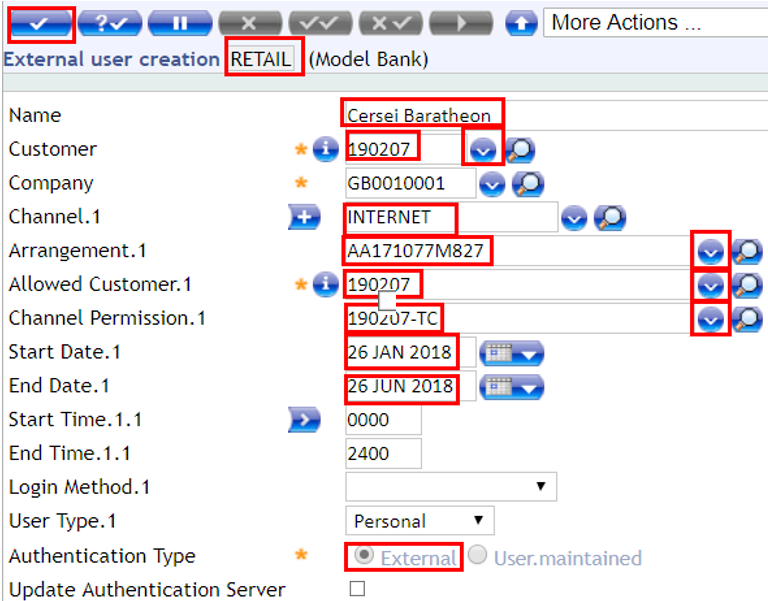 More Actions ...
External user creation RETAIL (Model Bank)
Name Cersei Baratheon
Customer * 190207
Company * GB0010001
Channel.1 INTERNET
Arrangement.1 AA171077M827
Allowed Customer.1 * 190207
Channel Permission.1 190207-TC
Start Date.1 26 JAN 2018
End Date.1 26 JUN 2018
Start Time.1.1 0000
End Time.1.1 2400
Login Method.1
User Type.1 Personal
Authentication Type * External User.maintained
Update Authentication Server